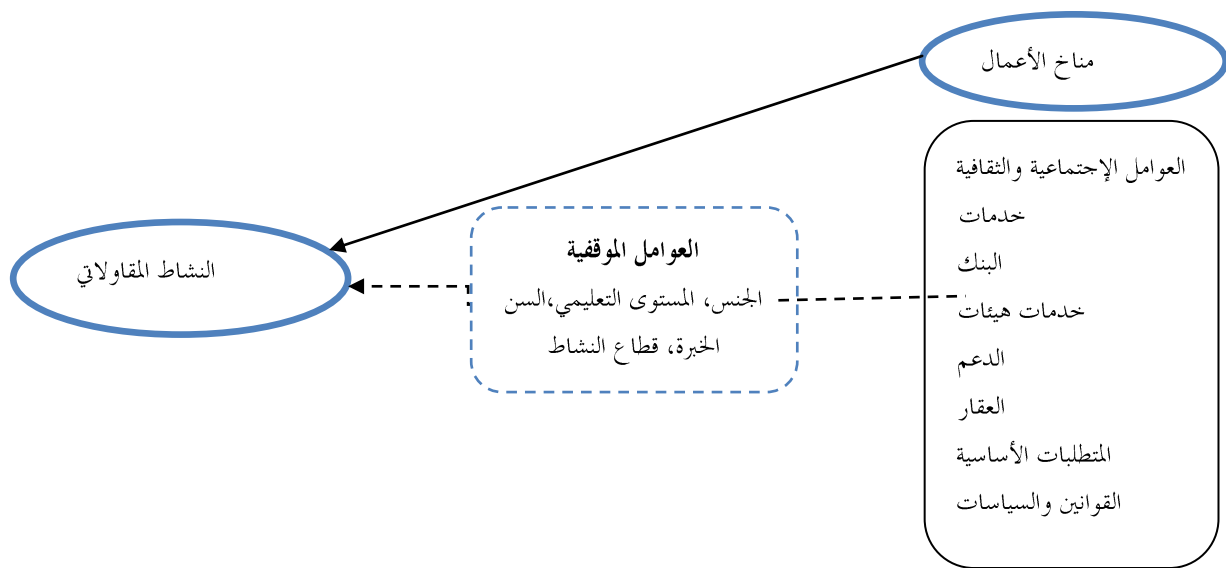 مناخ الأعمال
العوامل الإجتماعية والثقافية
خدمات
البنك
خدمات هيئات
الدعم
العقار
المتطلبات الأساسية
القوانين والسياسات
العوامل الموقفية
الجنس، المستوى التعليمي،السن
الخبرة، قطاع النشاط
النشاط المقاولاتي